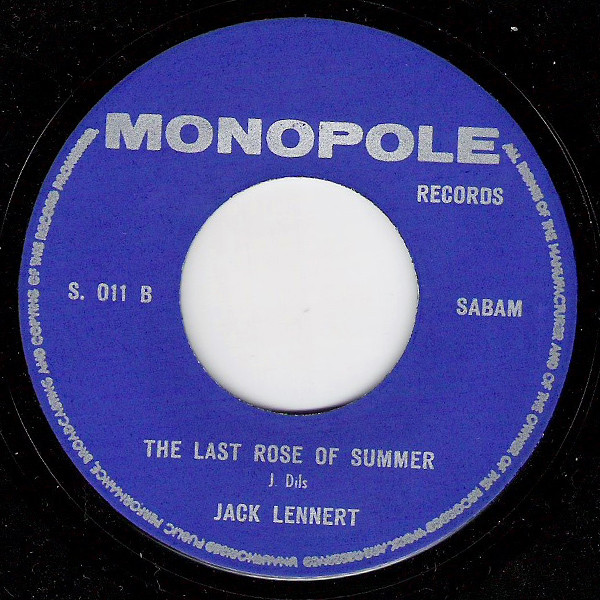 MONOPOLE
RECORDS
S. 011 B
SABAM
THE LAST ROSE OF SUMMER
J. Dils
JACK LENNERT
ALL RIGHTS OF THE MANUFACTURER AND OF THE OWNER OF THE RECORDED WORK ARE RESERVED UNAUTHORISED PUBLIC PERFORMANCE, BROADCASTING AND COPYING OF THIS RECORD PROHIBITED